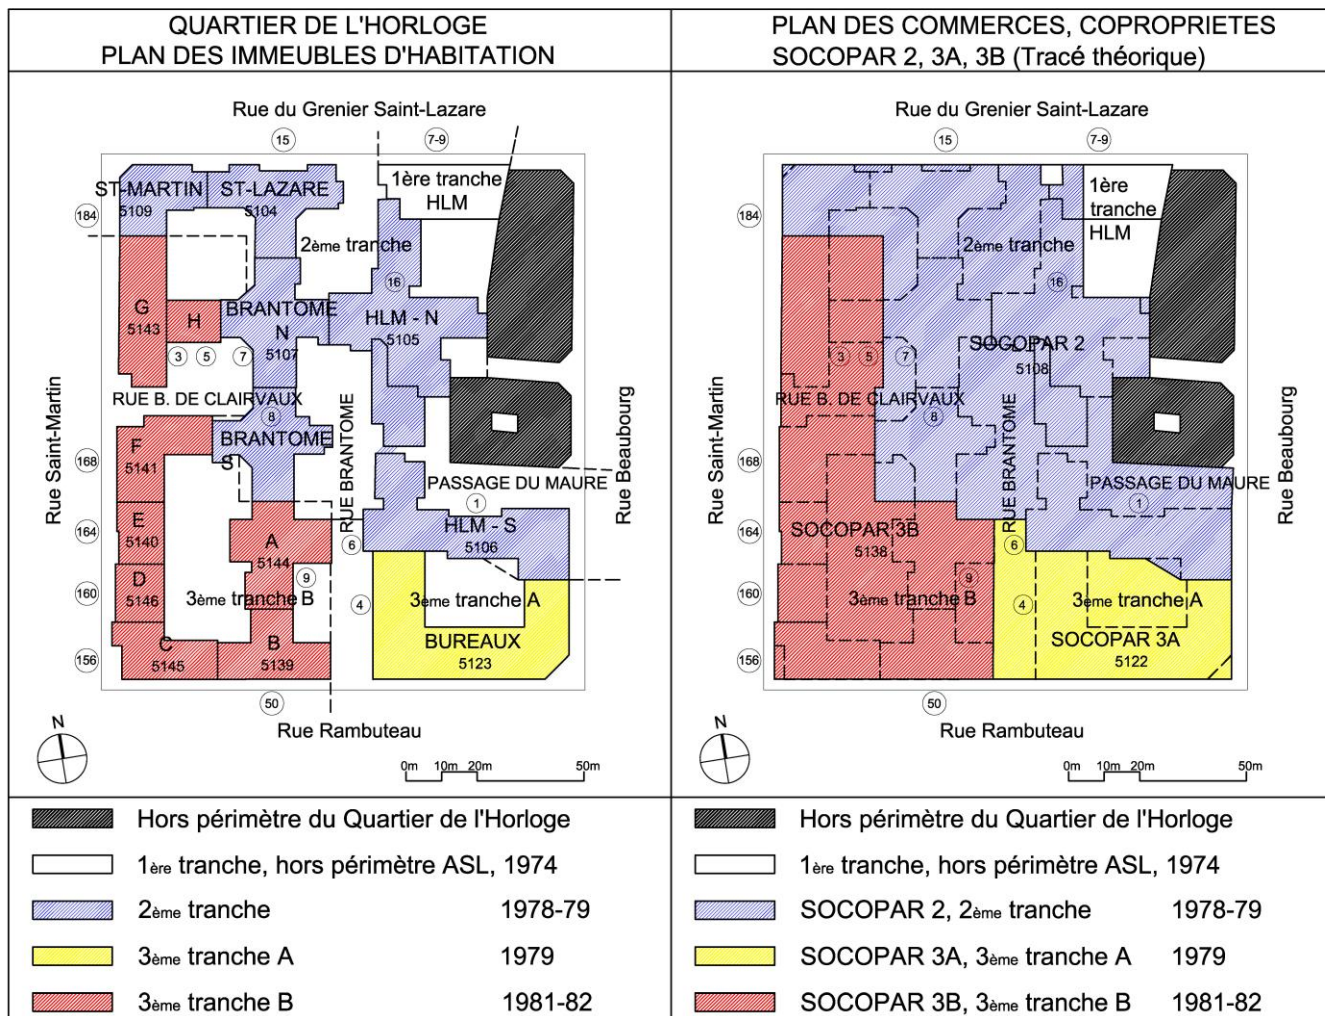 QUARTIER DE L'HORLOGE
PLAN DES IMMEUBLES D'HABITATION
Rue du Grenier Saint-Lazare
15
7-9
ST-MARTIN
5109
ST-LAZARE
5104
1ère tranche
HLM
184
2ème tranche
16
G
5143
H
BRANTOME
N
5107
HLM - N
5105
3
5
7
RUE B. DE CLAIRVAUX
8
BRANTOME
S
F
5141
168
Rue Saint-Martin
RUE BRANTOME
Rue Beaubourg
PASSAGE DU MAURE
1
HLM - S
5106
E
5140
164
A
5144
6
9
D
5146
160
3ème tranche B
4
3ème tranche A
C
5145
B
5139
BUREAUX
5123
156
50
Rue Rambuteau
N
0m 10m 20m 50m
Hors périmètre du Quartier de l'Horloge
1ère tranche, hors périmètre ASL, 1974
2ème tranche 1978-79
3ème tranche A 1979
3ème tranche B 1981-82
PLAN DES COMMERCES, COPROPRIETES
SOCOPAR 2, 3A, 3B (Tracé théorique)
Rue du Grenier Saint-Lazare
15
7-9
1ère
tranche
HLM
184
2ème tranche
16
SOCOPAR 2
5108
3
5
7
RUE B. DE CLAIRVAUX
8
168
Rue Saint-Martin
RUE BRANTOME
Rue Beaubourg
PASSAGE DU MAURE
1
164
SOCOPAR 3B
5138
6
9
160
3ème tranche B
4
3ème tranche A
SOCOPAR 3A
5122
156
50
Rue Rambuteau
N
0m 10m 20m 50m
Hors périmètre du Quartier de l'Horloge
1ère tranche, hors périmètre ASL, 1974
SOCOPAR 2, 2ème tranche 1978-79
SOCOPAR 3A, 3ème tranche A 1979
SOCOPAR 3B, 3ème tranche B 1981-82